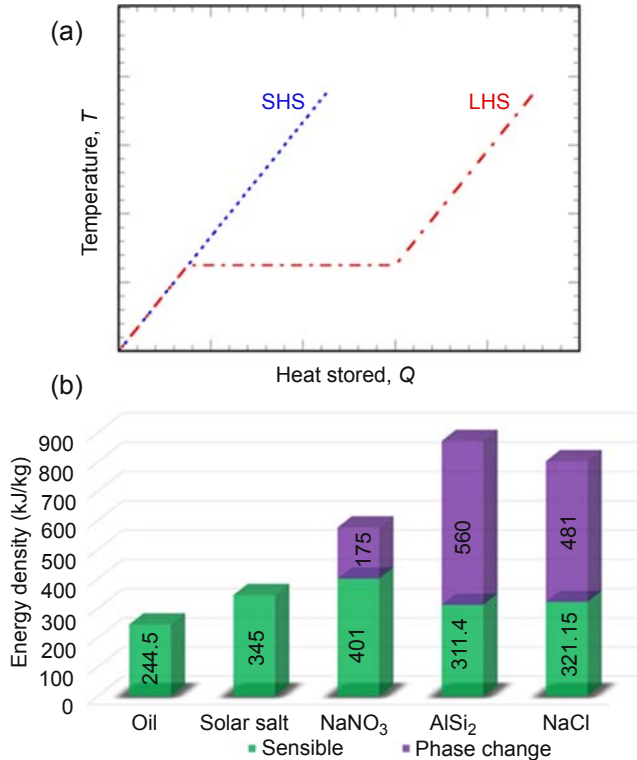 (a)
SHS
LHS
Temperature, T
Heat stored, Q
(b)
Energy density (kJ/kg)
900
800
700
600
500
400
300
200
100
0
244.5
345
175
401
560
311.4
481
321.15
Oil
Solar salt
NaNO₃
AlSi₂
NaCl
Sensible
Phase change